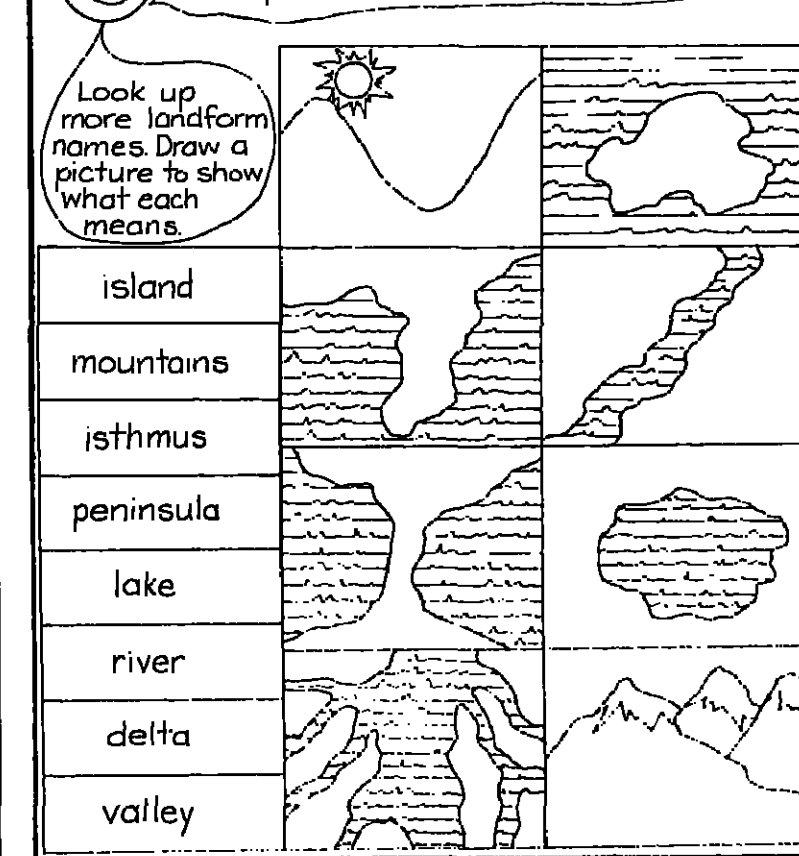 Look up
more landform
names. Draw a
picture to show
what each
means.
island
mountains
isthmus
peninsula
lake
river
delta
valley